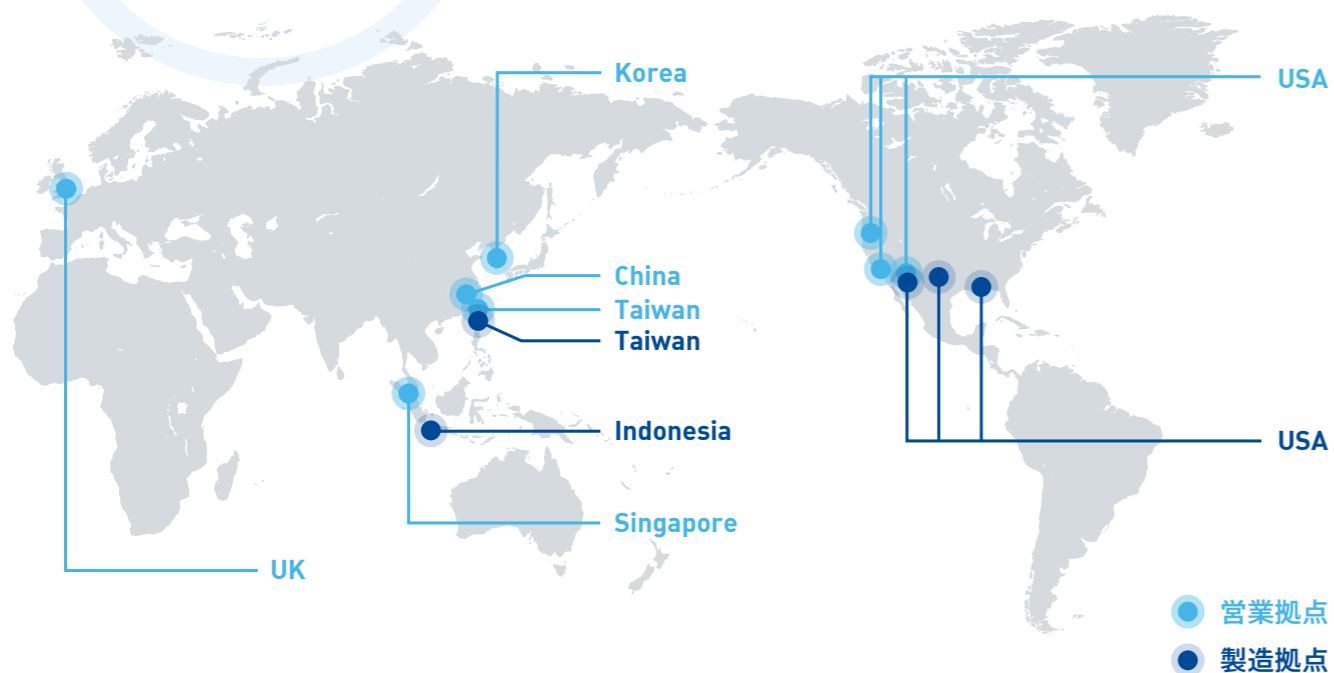 Korea
USA
China
Taiwan
Taiwan
Indonesia
USA
Singapore
UK
営業拠点
製造拠点